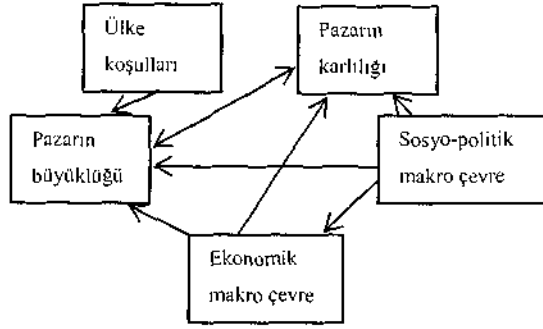 Ülke
koşulları
Pazarın
karlılığı
Pazarın
büyüklüğü
Sosyo-politik
makro çevre
Ekonomik
makro çevre